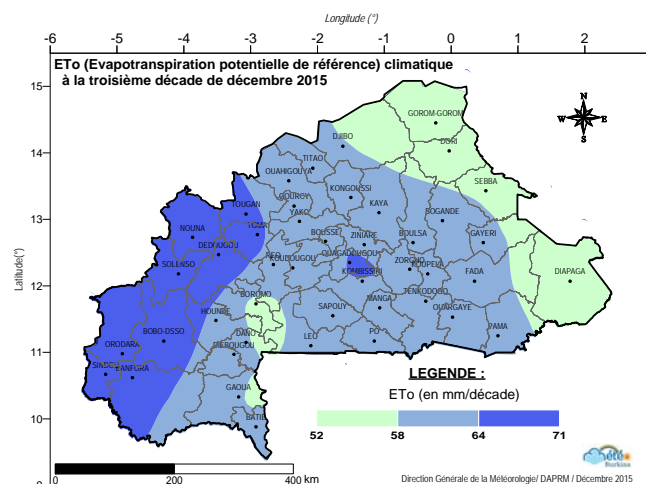 Longitude (°)
-6 -5 -4 -3 -2 -1 0 1 2
ETo (Evapotranspiration potentielle de référence) climatique
à la troisième décade de décembre 2015
15
14
13
12
11
10
Latitude(°)
N
W E
S
GOROM-GOROM
DJIBO
DORI
TITAO
OUAHIGOUYA
SEBBA
KONGOUSSI
TOUGAN
GOURCY
KAYA
YAKO
BOGANDE
NOUNA
TOMA
BOUSSE
ZINIARE
BOULSA
GAYERI
DEDOUGOU
REO
KOUDOUGOU
OUAGADOUGOU
ZORGHO
KOUPELA
SOLENSO
KOMBISSIRI
FADA
DIAPAGA
BOROMO
TENKODOGO
MANGA
HOUNDE
SAPOUY
OUARGAYE
BOBO-DSSO
DANO
LEO
PO
PAMA
ORODARA
DIEBOUGOU
SINDOU
BANFORA
GAOUA
BATIE
LEGENDE :
ETo (en mm/décade)
52 58 64 71
0 200 400 km
Météo
Burkina
Direction Générale de la Météorologie/ DAPRM / Décembre 2015